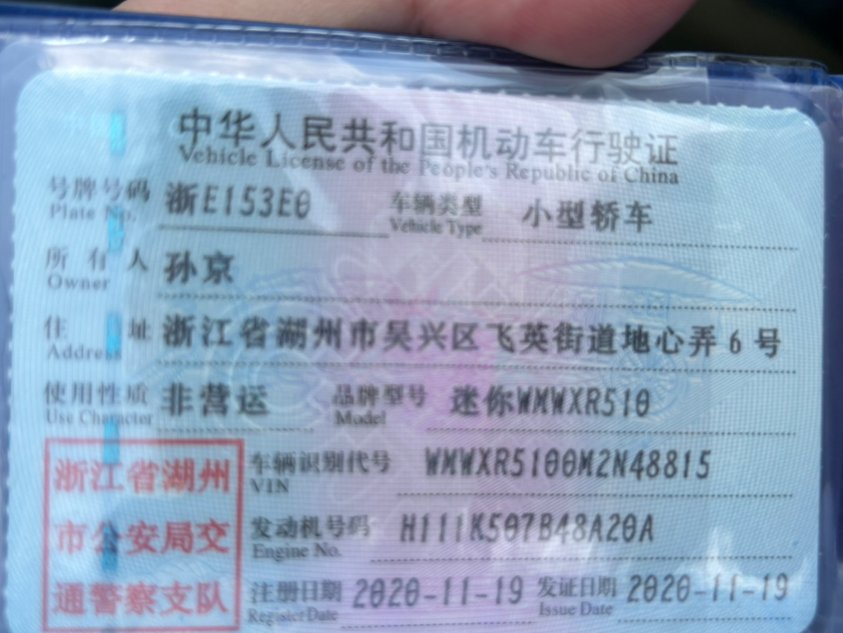 中华人民共和国机动车行驶证
Vehicle License of the People's Republic of China
号牌号码 浙E153E0 车辆类型 小型轿车
Plate No. Vehicle Type
所有人 孙京
Owner
住址 浙江省湖州市吴兴区飞英街道地心弄6号
Address
使用性质 非营运 品牌型号 迷你WMWXR510
Use Character Model
浙江省湖州 车辆识别代号 WMWXR5100M2N48815
VIN
市公安局交 发动机号码 H111K507B48A20A
Engine No.
通警察支队 注册日期 2020-11-19 发证日期 2020-11-19
Register Date Issue Date